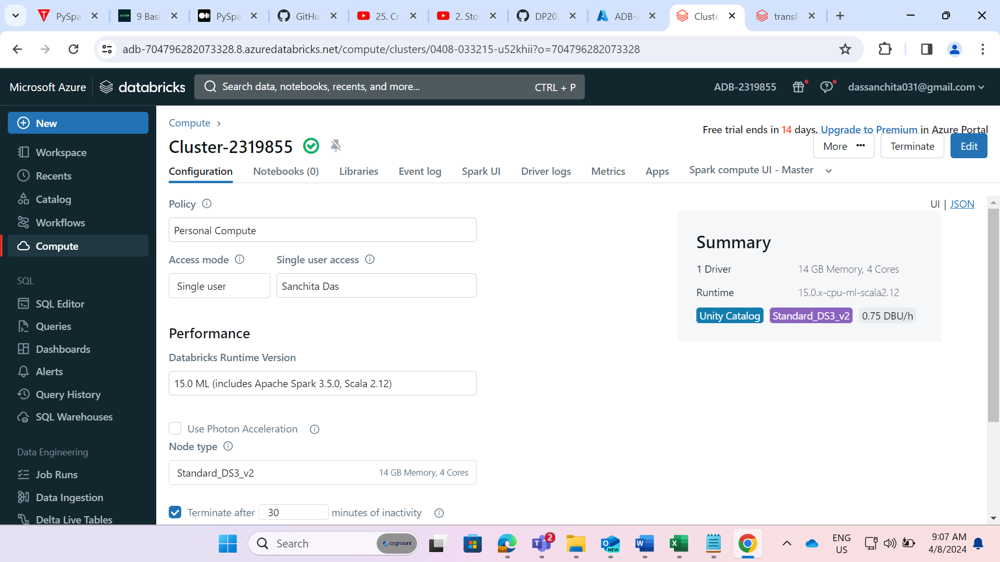 PySpa
9 Basi
PySpa
GitHu
25. Cr
2. Sto
DP203
ADB-2
Cluste
transf
adb-704796282073328.8.azuredatabricks.net/compute/clusters/0408-033215-u52khii?o=704796282073328
Microsoft Azure
databricks
Search data, notebooks, recents, and more...
CTRL + P
ADB-2319855
dassanchita031@gmail.com
New
Workspace
Recents
Catalog
Workflows
Compute
SQL
SQL Editor
Queries
Dashboards
Alerts
Query History
SQL Warehouses
Data Engineering
Job Runs
Data Ingestion
Delta Live Tables
Compute
Free trial ends in 14 days. Upgrade to Premium in Azure Portal
Cluster-2319855
More
Terminate
Edit
Configuration
Notebooks (0)
Libraries
Event log
Spark UI
Driver logs
Metrics
Apps
Spark compute UI - Master
UI | JSON
Policy
Personal Compute
Access mode
Single user access
Single user
Sanchita Das
Performance
Databricks Runtime Version
15.0 ML (includes Apache Spark 3.5.0, Scala 2.12)
Use Photon Acceleration
Node type
Standard_DS3_v2
14 GB Memory, 4 Cores
Terminate after 30 minutes of inactivity
Summary
1 Driver
14 GB Memory, 4 Cores
Runtime
15.0.x-cpu-ml-scala2.12
Unity Catalog
Standard_DS3_v2
0.75 DBU/h
Search
cognizant
2
NEW
ENG
US
9:07 AM
4/8/2024